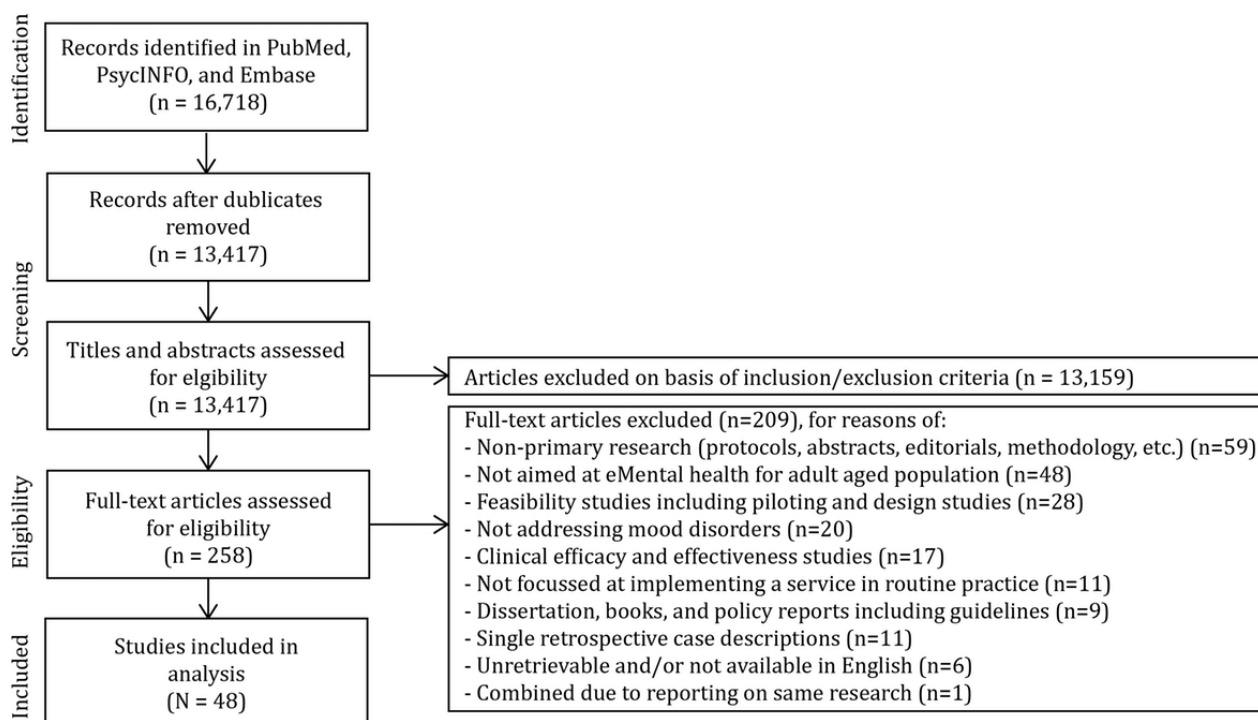 Identification
Records identified in PubMed,
PsycINFO, and Embase
(n = 16,718)
Screening
Records after dublicates
removed
(n = 13,417)
Titles and abstracts assessed
for elgibility
(n = 13,417)
Articles excluded on basis of inclusion/exclusion criteria (n = 13,159)
Eligibility
Full-text articles assessed
for eligibility
(n = 258)
Full-text articles excluded (n=209), for reasons of:
- Non-primary research (protocols, abstracts, editorials, methodology, etc.) (n=59)
- Not aimed at eMental health for adult aged population (n=48)
- Feasibility studies including piloting and design studies (n=28)
- Not addressing mood disorders (n=20)
- Clinical efficacy and effectiveness studies (n=17)
- Not focussed at implementing a service in routine practice (n=11)
- Dissertation, books, and policy reports including guidelines (n=9)
- Single retrospective case descriptions (n=11)
- Unretrievable and/or not available in English (n=6)
- Combined due to reporting on same research (n=1)
Included
Studies included in
analysis
(N = 48)